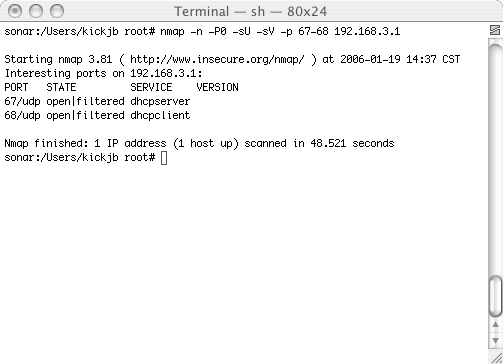 Terminal — sh — 80x24
sonar:/Users/kickjb root# nmap -n -P0 -sU -sV -p 67-68 192.168.3.1
Starting nmap 3.81 ( http://www.insecure.org/nmap/ ) at 2006-01-19 14:37 CST
Interesting ports on 192.168.3.1:
PORT   STATE         SERVICE    VERSION
67/udp open|filtered dhcpserver
68/udp open|filtered dhcpclient
Nmap finished: 1 IP address (1 host up) scanned in 48.521 seconds
sonar:/Users/kickjb root#